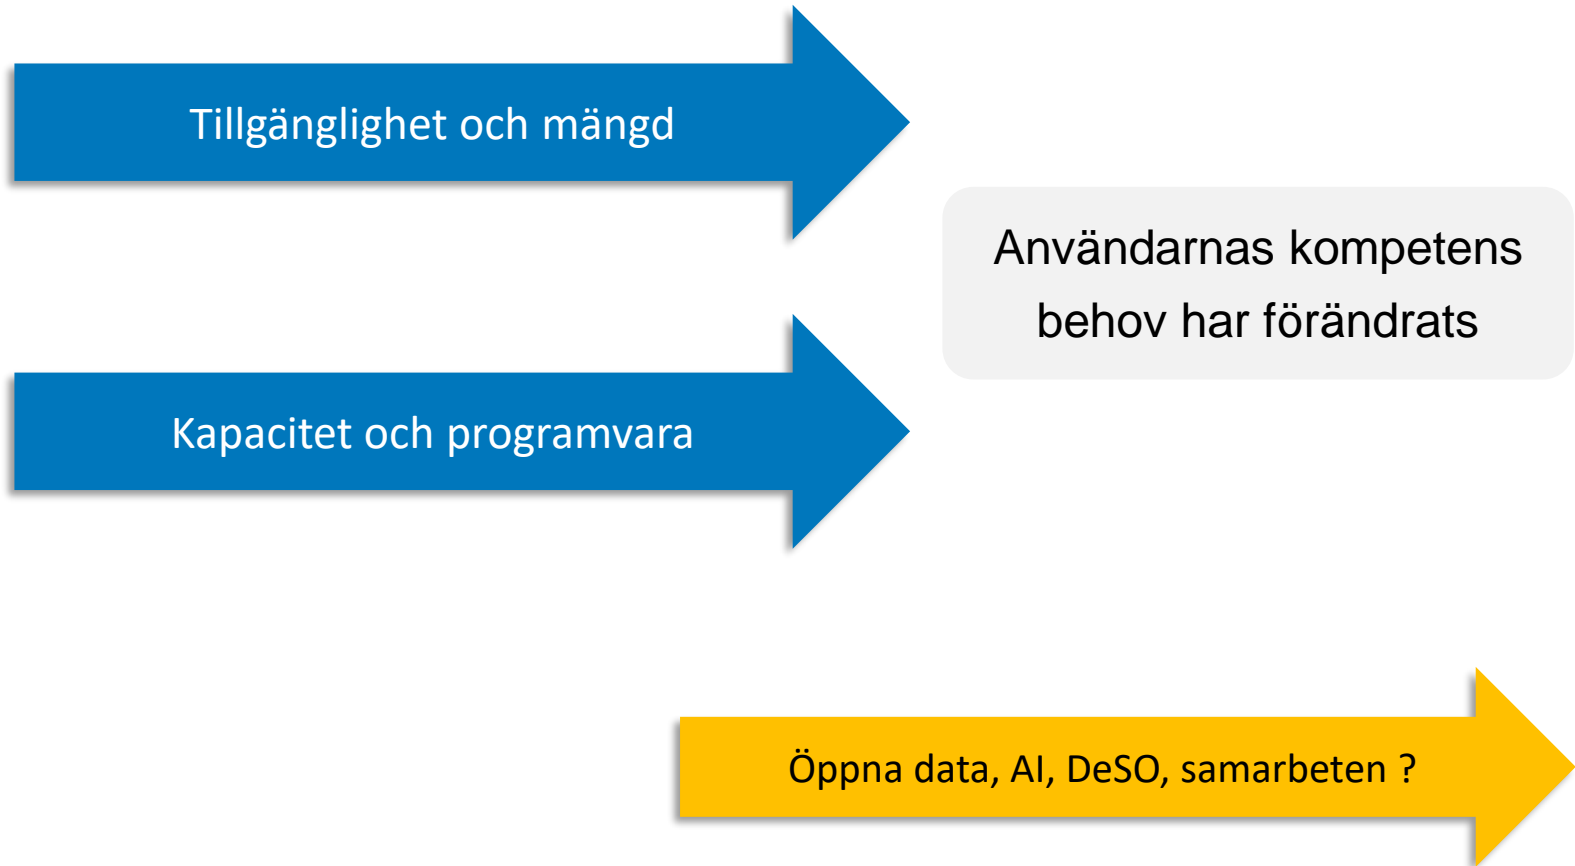 Tillgänglighet och mängd
Användarnas kompetens
behov har förändrats
Kapacitet och programvara
Öppna data, AI, DeSO, samarbeten ?